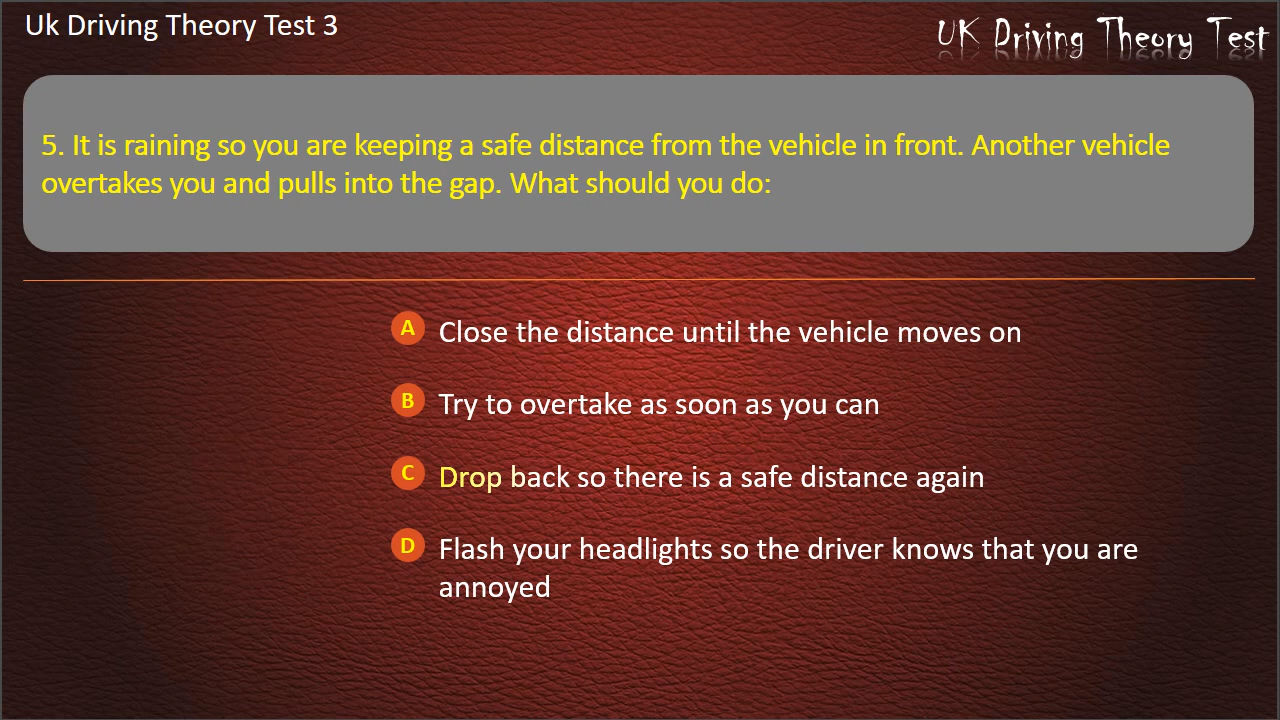 Uk Driving Theory Test 3
UK Driving Theory Test
5. It is raining so you are keeping a safe distance from the vehicle in front. Another vehicle
overtakes you and pulls into the gap. What should you do:
A Close the distance until the vehicle moves on
B Try to overtake as soon as you can
C Drop back so there is a safe distance again
D Flash your headlights so the driver knows that you are
annoyed